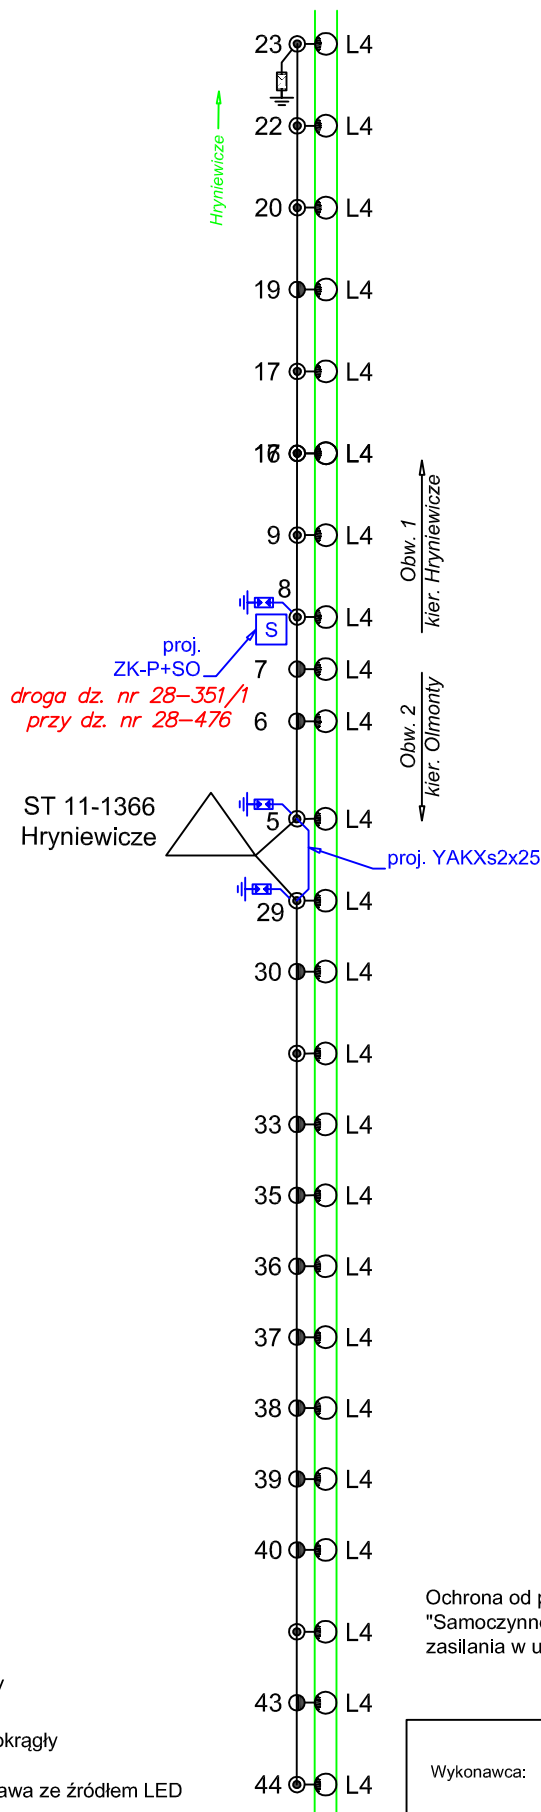 23 L4
Hryniewicze
22 L4
20 L4
19 L4
17 L4
16 L4
9 L4
Obw. 1
kier. Hryniewicze
8 L4
S
proj.
ZK-P+SO
7 L4
droga dz. nr 28-351/1
przy dz. nr 28-476
6 L4
Obw. 2
kier. Olmonty
ST 11-1366
Hryniewicze
5 L4
proj. YAKXs2x25
29 L4
30 L4
L4
33 L4
35 L4
36 L4
37 L4
38 L4
39 L4
40 L4
Ochrona od
"Samoczynn
zasilania w u
L4
y
43 L4
okrągły
Wykonawca:
awa ze źródłem LED
44 L4